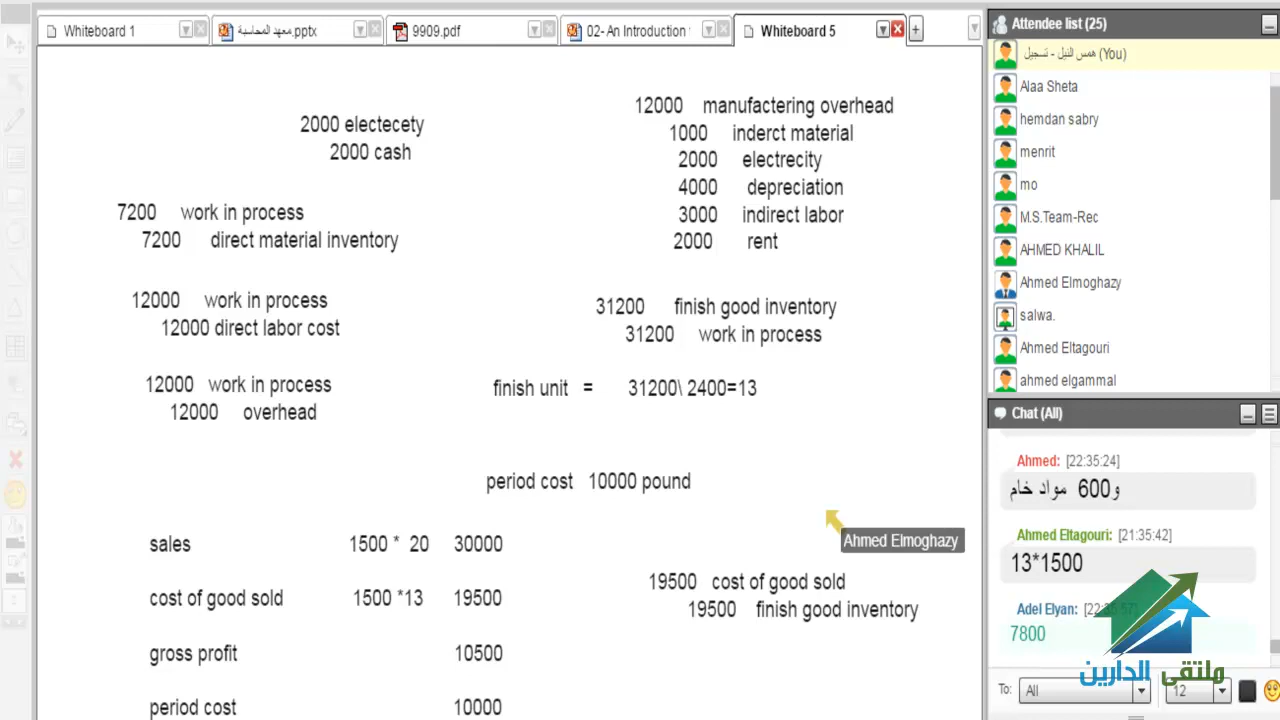 Whiteboard 1
معهد المحاسبة.pptx
9909.pdf
02- An Introduction
Whiteboard 5
2000 electecety
2000 cash
7200 work in process
7200 direct material inventory
12000 work in process
12000 direct labor cost
12000 work in process
12000 overhead
12000 manufactering overhead
1000 inderct material
2000 electrecity
4000 depreciation
3000 indirect labor
2000 rent
31200 finish good inventory
31200 work in process
finish unit = 31200\ 2400=13
period cost 10000 pound
Ahmed Elmoghazy
sales 1500 * 20 30000
cost of good sold 1500 *13 19500
gross profit 10500
period cost 10000
19500 cost of good sold
19500 finish good inventory
Attendee list (25)
همس النيل - تسجيل (You)
Alaa Sheta
hemdan sabry
menrit
mo
M.S.Team-Rec
AHMED KHALIL
Ahmed Elmoghazy
salwa.
Ahmed Eltagouri
ahmed elgammal
Chat (All)
Ahmed: [22:35:24]
و600 مواد خام
Ahmed Eltagouri: [21:35:42]
13*1500
Adel Elyan: [22:35:57]
7800
ملتقى الدارين
To: All
12